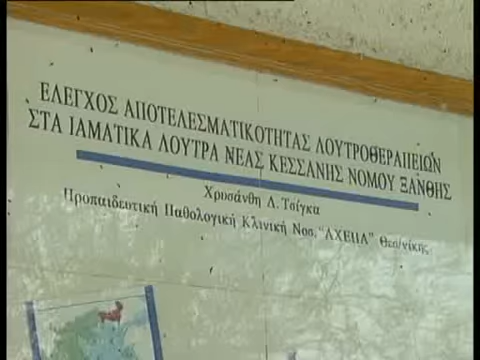 ΕΛΕΓΧΟΣ ΑΠΟΤΕΛΕΣΜΑΤΙΚΟΤΗΤΑΣ ΛΟΥΤΡΟΘΕΡΑΠΕΙΩΝ
ΣΤΑ ΙΑΜΑΤΙΚΑ ΛΟΥΤΡΑ ΝΕΑΣ ΚΕΣΣΑΝΗΣ ΝΟΜΟΥ ΞΑΝΘΗΣ
Χρυσάνθη Λ. Τσίγκα
Προπαιδευτική Παθολογική Κλινική Νοσ. "ΑΧΕΠΑ" Θεσ/νίκης